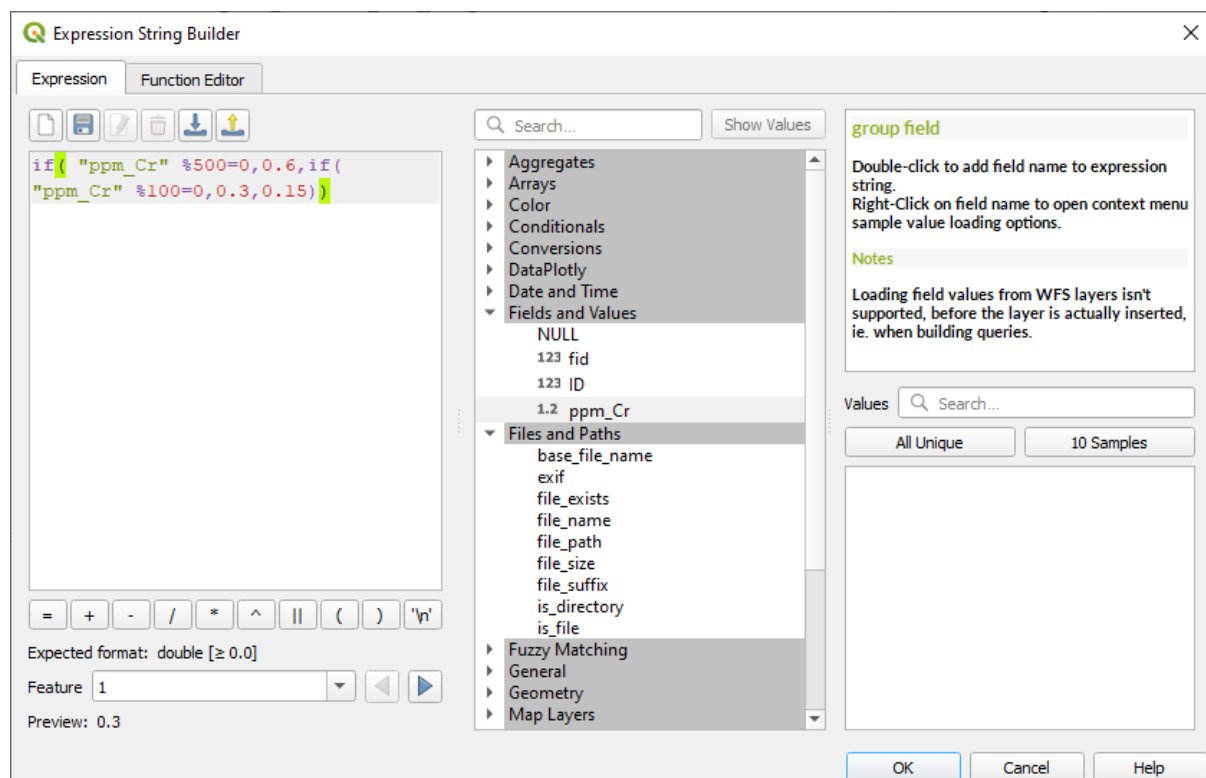 Expression String Builder
Expression
Function Editor
if( "ppm_Cr" %500=0,0.6,if(
"ppm_Cr" %100=0,0.3,0.15))
= + - / * ^ || ( ) '\n'
Expected format: double [≥ 0.0]
Feature 1
Preview: 0.3
Search...
Show Values
Aggregates
Arrays
Color
Conditionals
Conversions
DataPlotly
Date and Time
Fields and Values
NULL
123 fid
123 ID
1.2 ppm_Cr
Files and Paths
base_file_name
exif
file_exists
file_name
file_path
file_size
file_suffix
is_directory
is_file
Fuzzy Matching
General
Geometry
Map Layers
group field
Double-click to add field name to expression
string.
Right-Click on field name to open context menu
sample value loading options.
Notes
Loading field values from WFS layers isn't
supported, before the layer is actually inserted,
ie. when building queries.
Values Search...
All Unique
10 Samples
OK
Cancel
Help